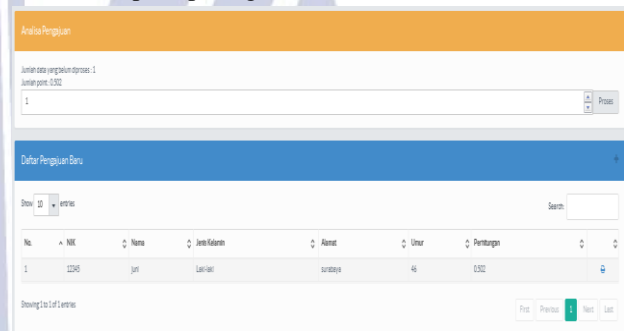 Analisa Pengajuan
Jumlah data yang belum diproses : 1
Jumlah point : 0.502
1 Proses
Daftar Pengajuan Baru +
Show 10 entries Search:
No. NIK Nama Jenis Kelamin Alamat Umur Perhitungan
1 12345 juni Laki-laki surabaya 46 0.502
Showing 1 to 1 of 1 entries
First Previous 1 Next Last